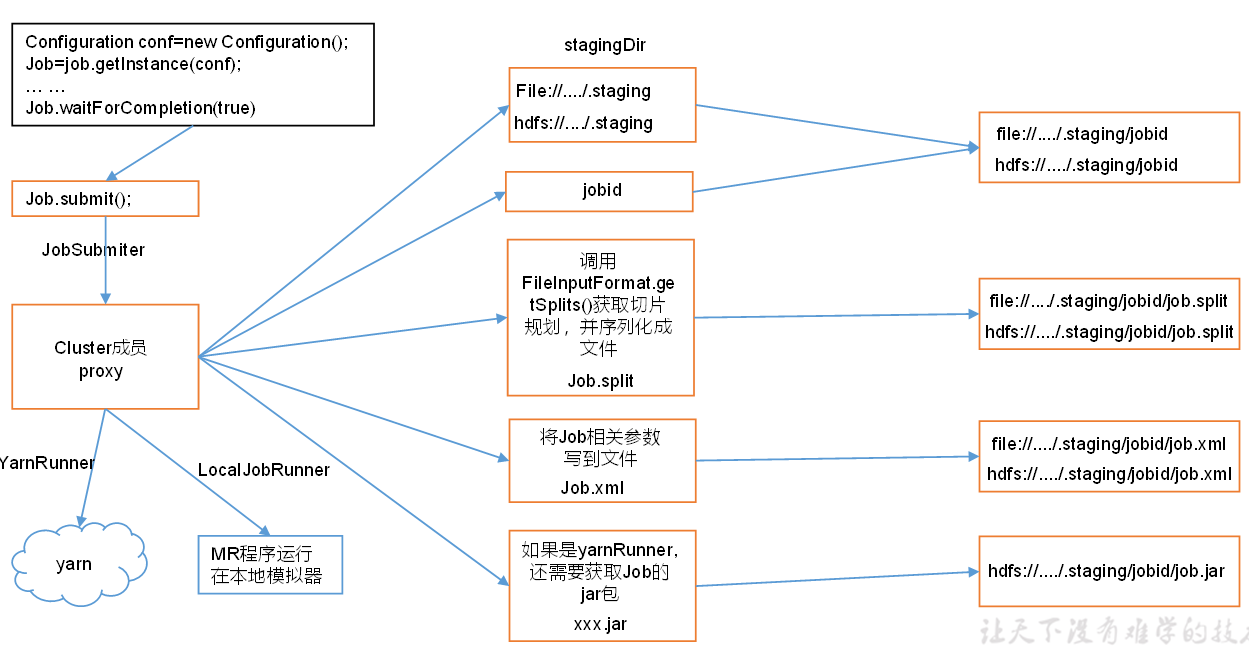 Configuration conf=new Configuration();
Job=job.getInstance(conf);
... ...
Job.waitForCompletion(true)
Job.submit();
JobSubmiter
Cluster成员
proxy
YarnRunner
LocalJobRunner
yarn
MR程序运行
在本地模拟器
stagingDir
File://..../.staging
hdfs://..../.staging
jobid
调用
FileInputFormat.ge
tSplits()获取切片
规划，并序列化成
文件
Job.split
将Job相关参数
写到文件
Job.xml
如果是yarnRunner，
还需要获取Job的
jar包
xxx.jar
file://..../.staging/jobid
hdfs://..../.staging/jobid
file://..../.staging/jobid/job.split
hdfs://..../.staging/jobid/job.split
file://..../.staging/jobid/job.xml
hdfs://..../.staging/jobid/job.xml
hdfs://..../.staging/jobid/job.jar
让天下没有难学的技